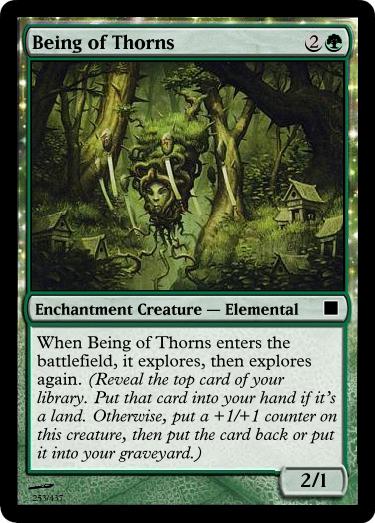 Being of Thorns 2
Enchantment Creature — Elemental
When Being of Thorns enters the
battlefield, it explores, then explores
again. (Reveal the top card of your
library. Put that card into your hand if it's
a land. Otherwise, put a +1/+1 counter on
this creature, then put the card back or put
it into your graveyard.)
2/1
253/437